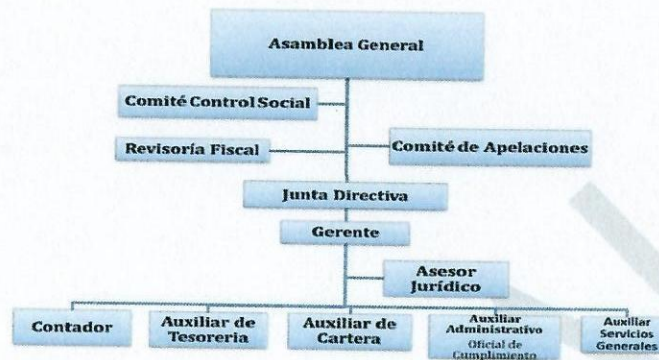 Asamblea General
Comité Control Social
Revisoría Fiscal
Comité de Apelaciones
Junta Directiva
Gerente
Asesor
Jurídico
Contador
Auxiliar de
Tesoreria
Auxiliar de
Cartera
Auxiliar
Administrativo
Oficial de
Cumplimiento
Auxiliar
Servicios
Generales